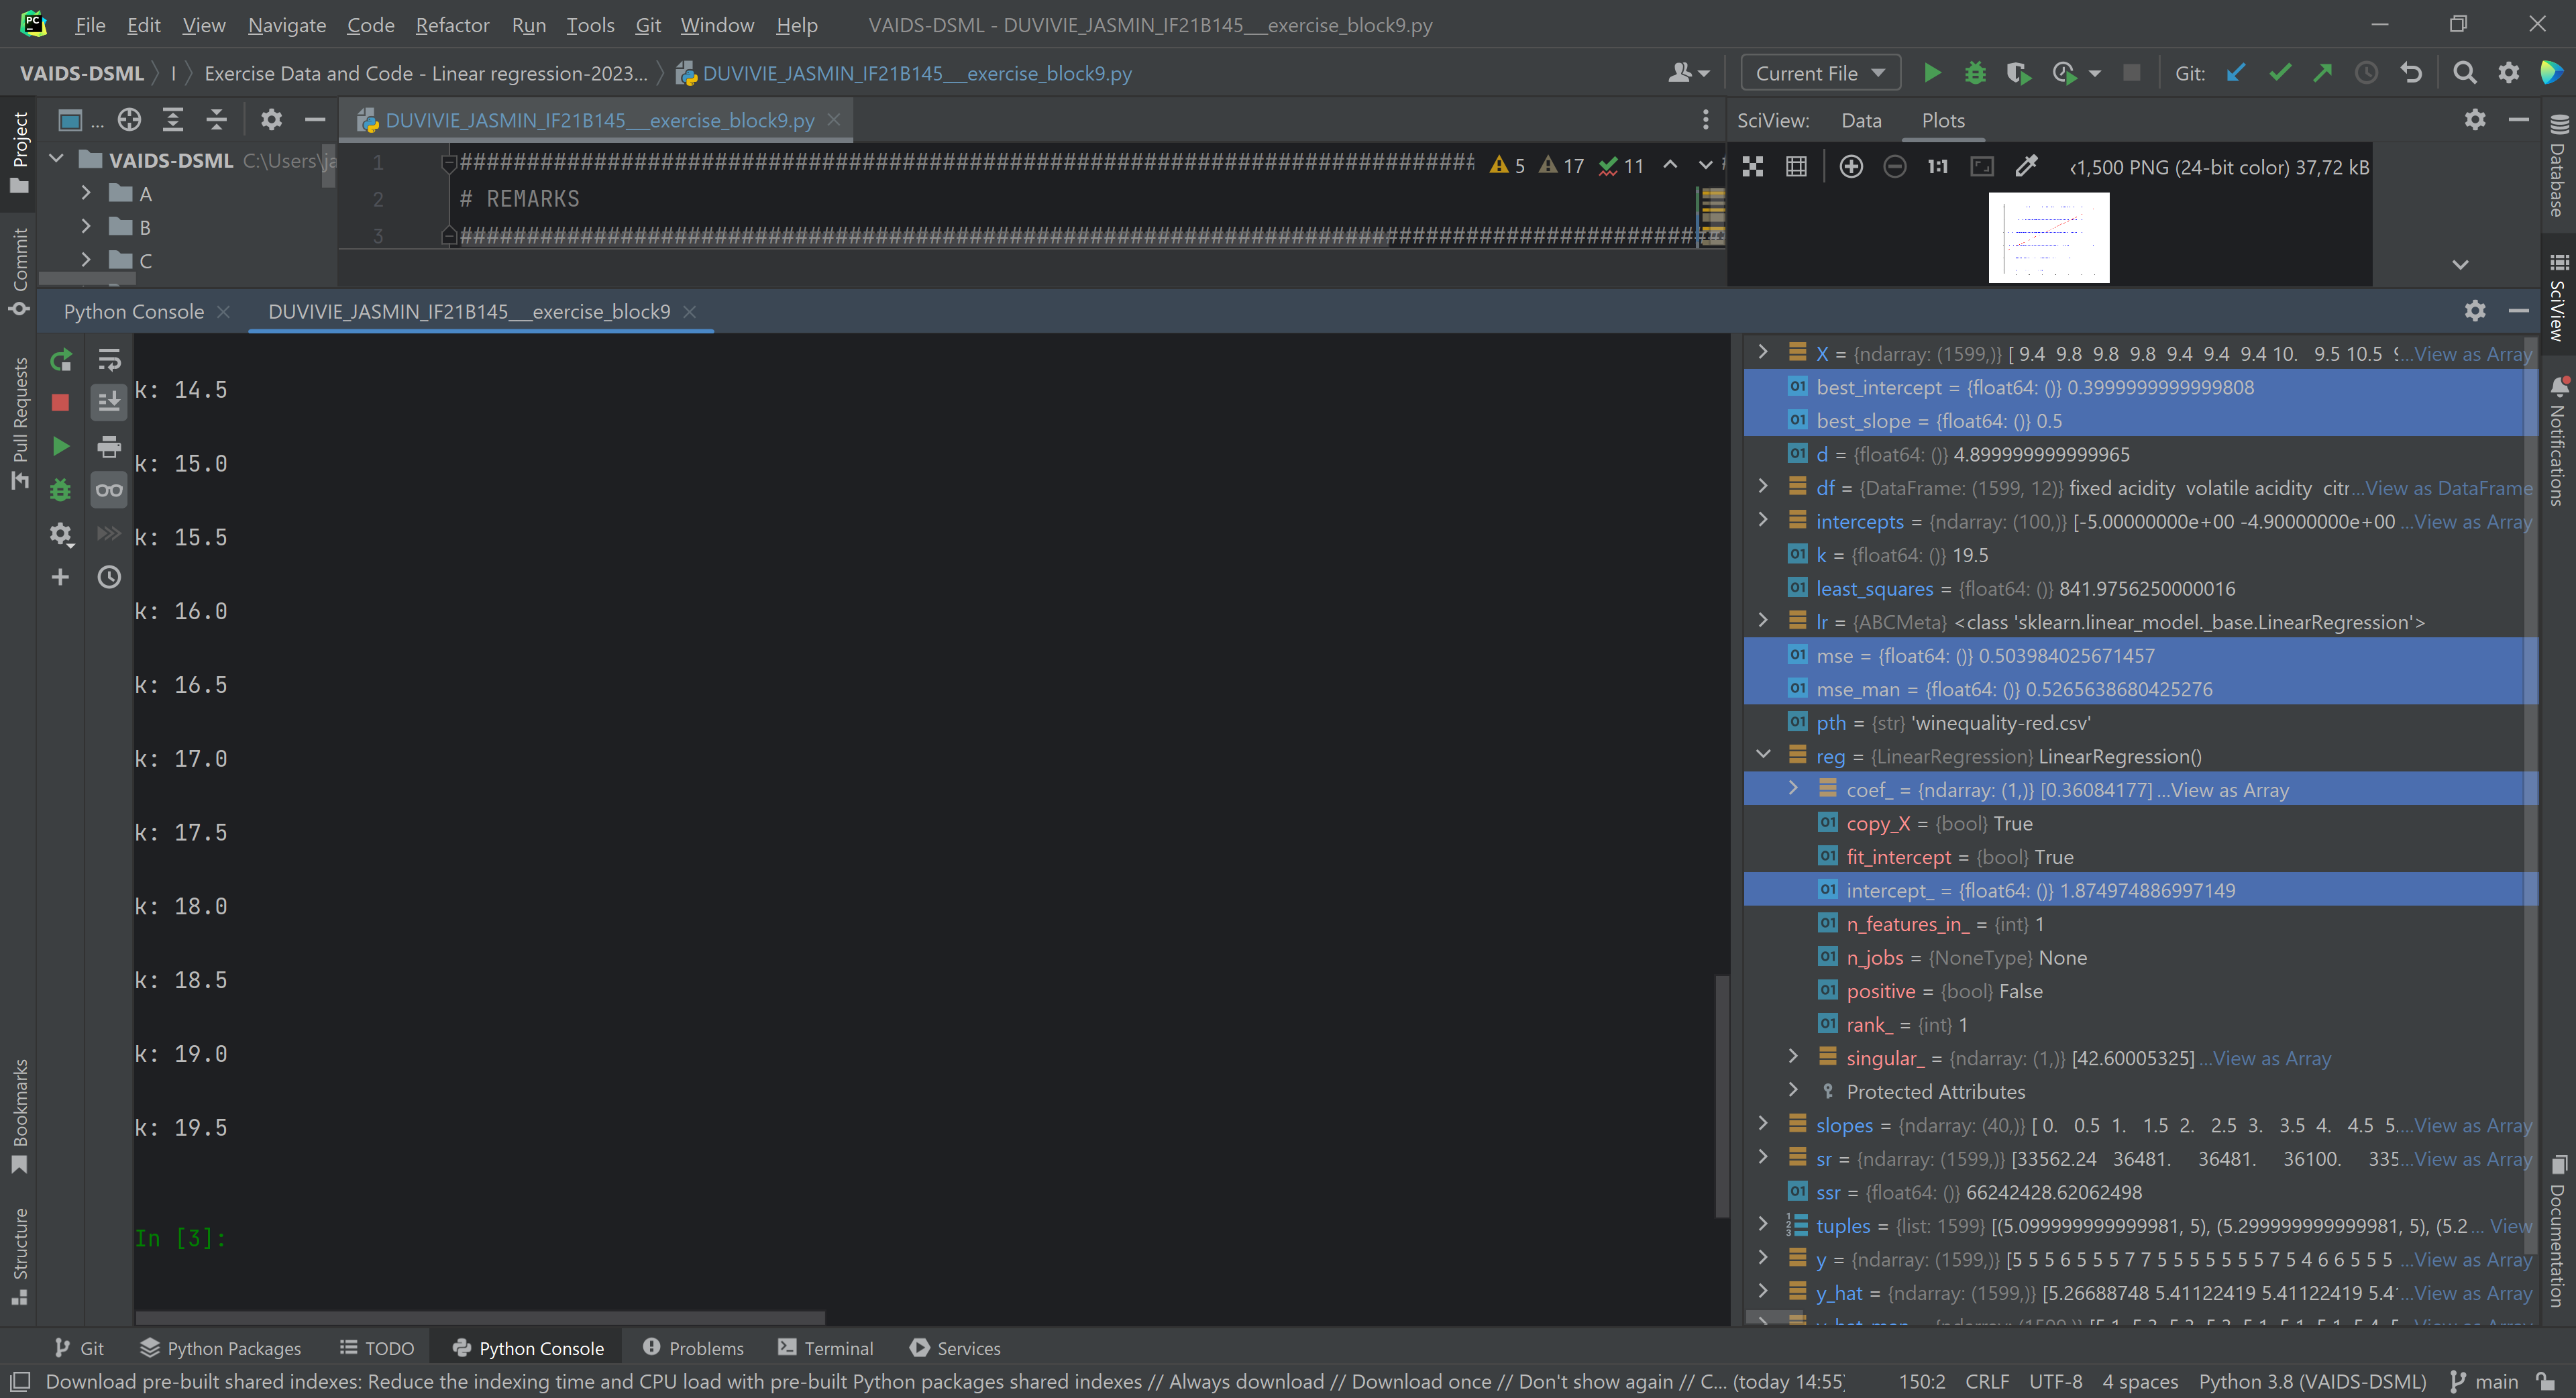 PC File Edit View Navigate Code Refactor Run Tools Git Window Help VAIDS-DSML - DUVIVIE_JASMIN_IF21B145__exercise_block9.py
VAIDS-DSML I Exercise Data and Code - Linear regression-2023... DUVIVIE_JASMIN_IF21B145__exercise_block9.py Current File Git:
... DUVIVIE_JASMIN_IF21B145__exercise_block9.py SciView: Data Plots
VAIDS-DSML C:\Users\ja
A
B
C
1 5 17 11
2 # REMARKS
3
1:1 <1,500 PNG (24-bit color) 37,72 kB
Project
Commit
Pull Requests
Bookmarks
Structure
Database
SciView
Notifications
Documentation
Python Console DUVIVIE_JASMIN_IF21B145__exercise_block9
k: 14.5
k: 15.0
k: 15.5
k: 16.0
k: 16.5
k: 17.0
k: 17.5
k: 18.0
k: 18.5
k: 19.0
k: 19.5
In [3]:
X = {ndarray: (1599,)} [ 9.4 9.8 9.8 9.8 9.4 9.4 9.4 10. 9.5 10.5 ...View as Array
best_intercept = {float64: ()} 0.3999999999999808
best_slope = {float64: ()} 0.5
d = {float64: ()} 4.899999999999965
df = {DataFrame: (1599, 12)} fixed acidity volatile acidity citr...View as DataFrame
intercepts = {ndarray: (100,)} [-5.00000000e+00 -4.90000000e+00 ...View as Array
k = {float64: ()} 19.5
least_squares = {float64: ()} 841.9756250000016
lr = {ABCMeta} <class 'sklearn.linear_model._base.LinearRegression'>
mse = {float64: ()} 0.503984025671457
mse_man = {float64: ()} 0.5265638680425276
pth = {str} 'winequality-red.csv'
reg = {LinearRegression} LinearRegression()
coef_ = {ndarray: (1,)} [0.36084177] ...View as Array
copy_X = {bool} True
fit_intercept = {bool} True
intercept_ = {float64: ()} 1.874974886997149
n_features_in_ = {int} 1
n_jobs = {NoneType} None
positive = {bool} False
rank_ = {int} 1
singular_ = {ndarray: (1,)} [42.60005325] ...View as Array
Protected Attributes
slopes = {ndarray: (40,)} [ 0. 0.5 1. 1.5 2. 2.5 3. 3.5 4. 4.5 5....View as Array
sr = {ndarray: (1599,)} [33562.24 36481. 36481. 36100. 335...View as Array
ssr = {float64: ()} 66242428.62062498
tuples = {list: 1599} [(5.099999999999981, 5), (5.299999999999981, 5), (5.2... View
y = {ndarray: (1599,)} [5 5 5 6 5 5 5 7 7 5 5 5 5 5 5 5 7 5 4 6 6 5 5 5 ...View as Array
y_hat = {ndarray: (1599,)} [5.26688748 5.41122419 5.41122419 5.41...View as Array
Git Python Packages TODO Python Console Problems Terminal Services
Download pre-built shared indexes: Reduce the indexing time and CPU load with pre-built Python packages shared indexes // Always download // Download once // Don't show again // C... (today 14:55) 150:2 CRLF UTF-8 4 spaces Python 3.8 (VAIDS-DSML) main